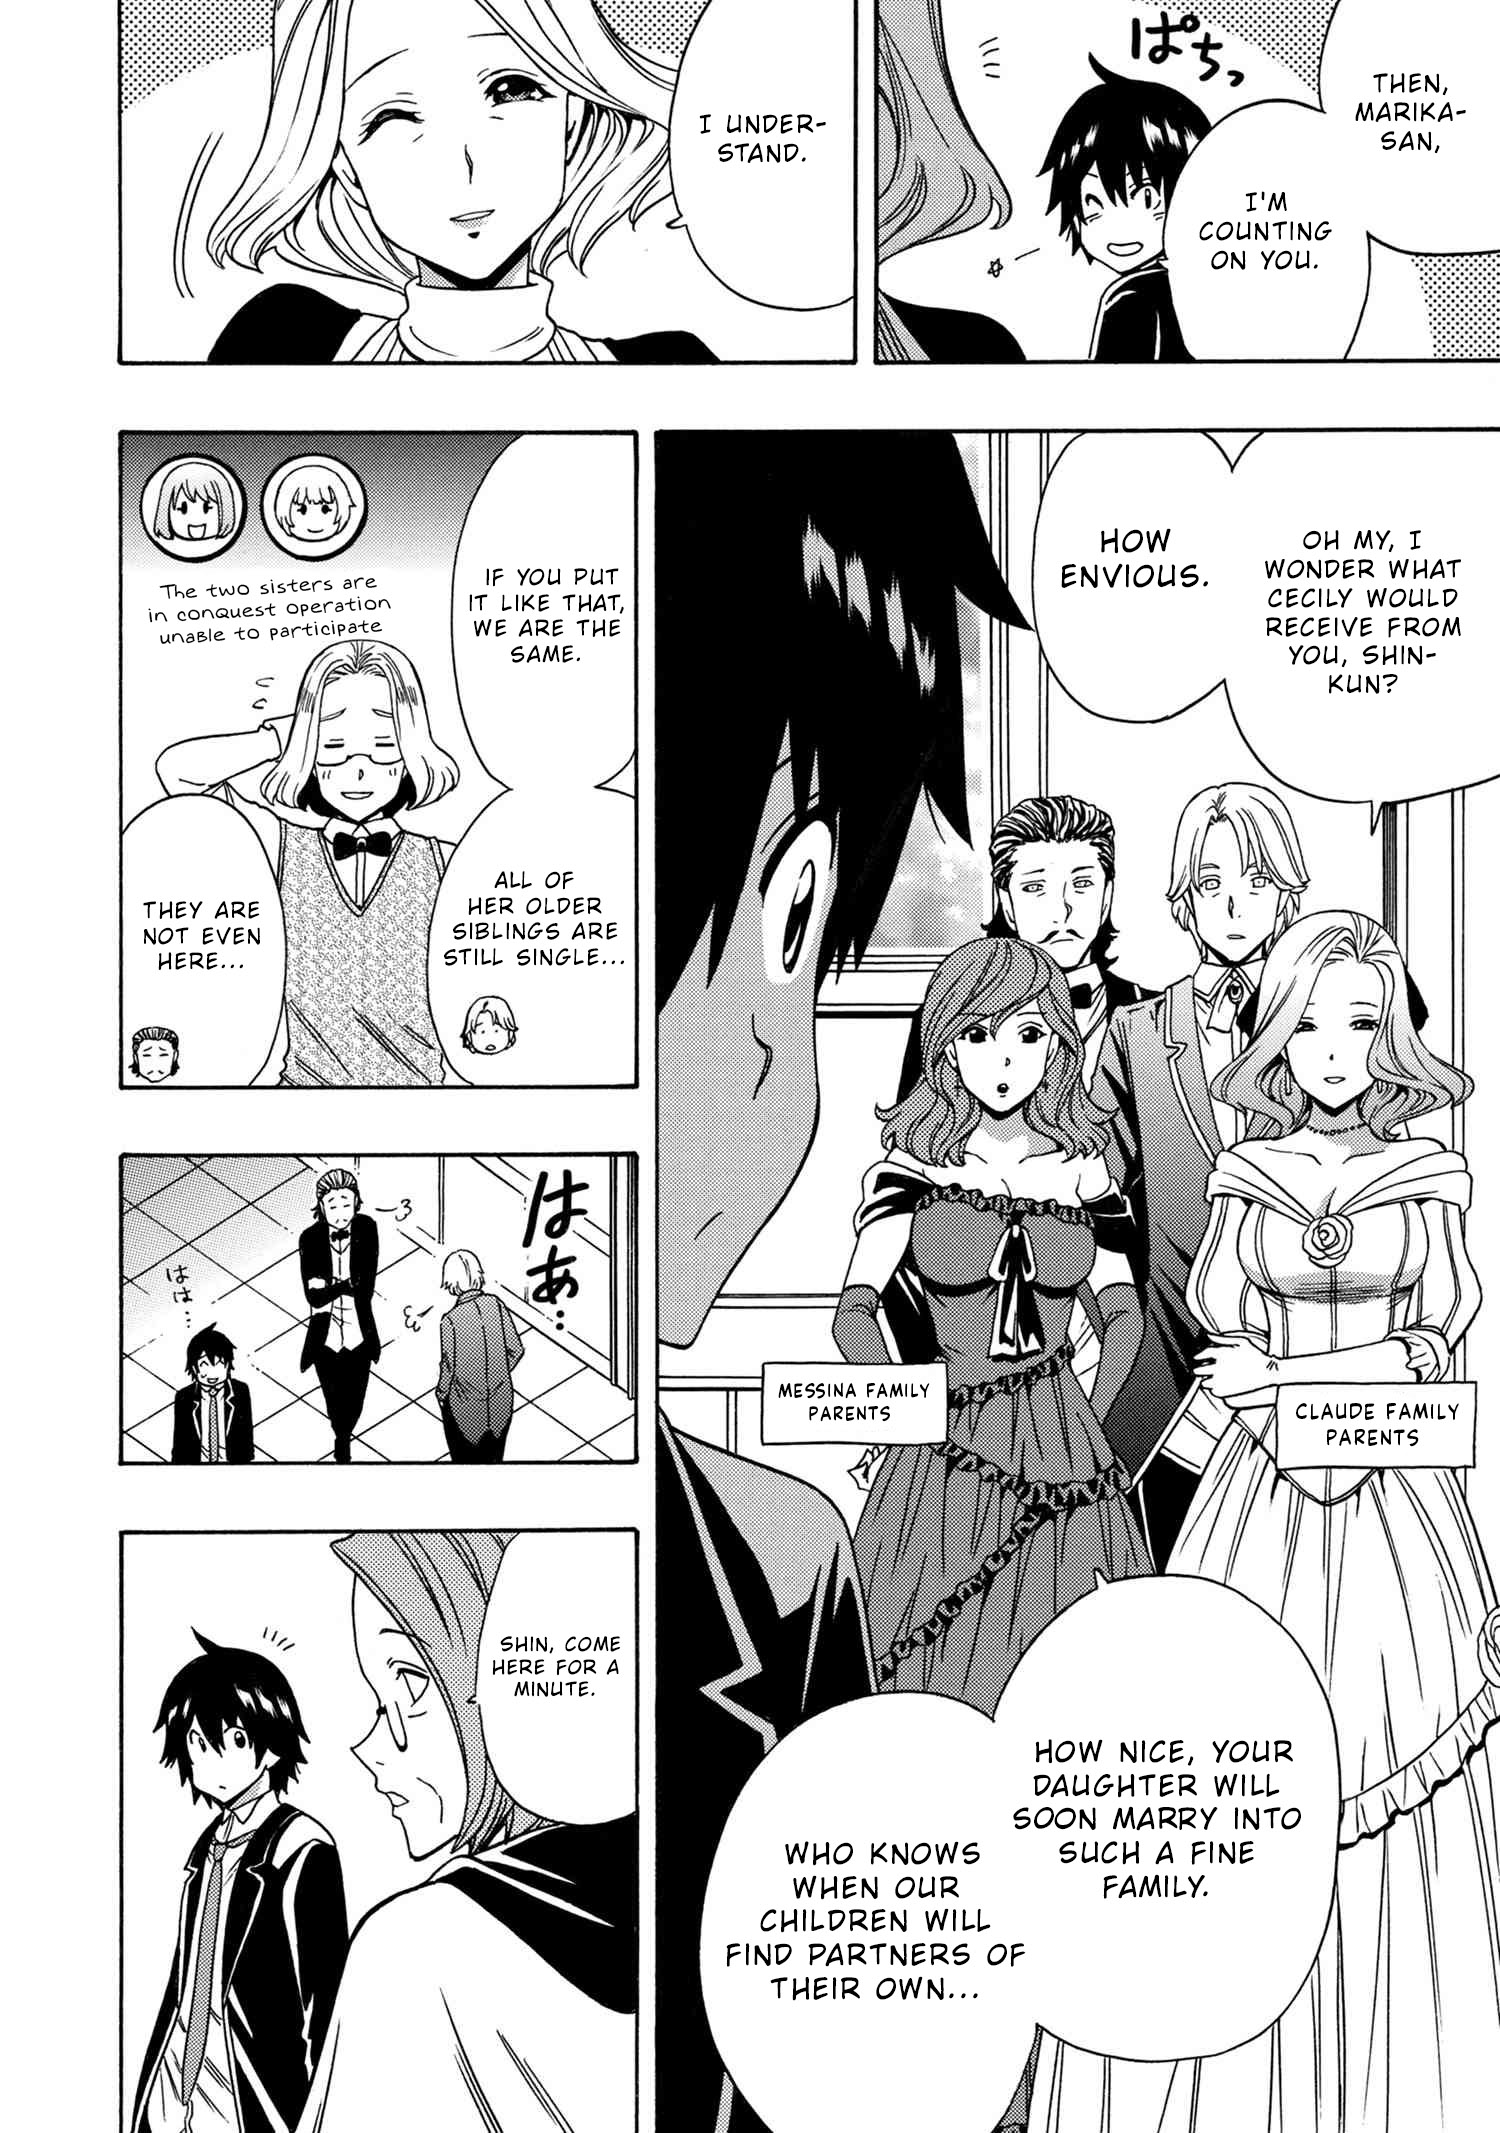 THEN,
MARIKA-
SAN,
I'M
COUNTING
ON YOU.
ぱちっ
I UNDER-
STAND.
OH MY, I
WONDER WHAT
CECILY WOULD
RECEIVE FROM
YOU, SHIN-
KUN?
HOW
ENVIOUS.
MESSINA FAMILY
PARENTS
CLAUDE FAMILY
PARENTS
HOW NICE, YOUR
DAUGHTER WILL
SOON MARRY INTO
SUCH A FINE
FAMILY.
WHO KNOWS
WHEN OUR
CHILDREN WILL
FIND PARTNERS OF
THEIR OWN...
IF YOU PUT
IT LIKE THAT,
WE ARE THE
SAME.
The two sisters are
in conquest operation
unable to participate
ALL OF
HER OLDER
SIBLINGS ARE
STILL SINGLE...
THEY ARE
NOT EVEN
HERE...
はぁ…
はは…
SHIN, COME
HERE FOR A
MINUTE.